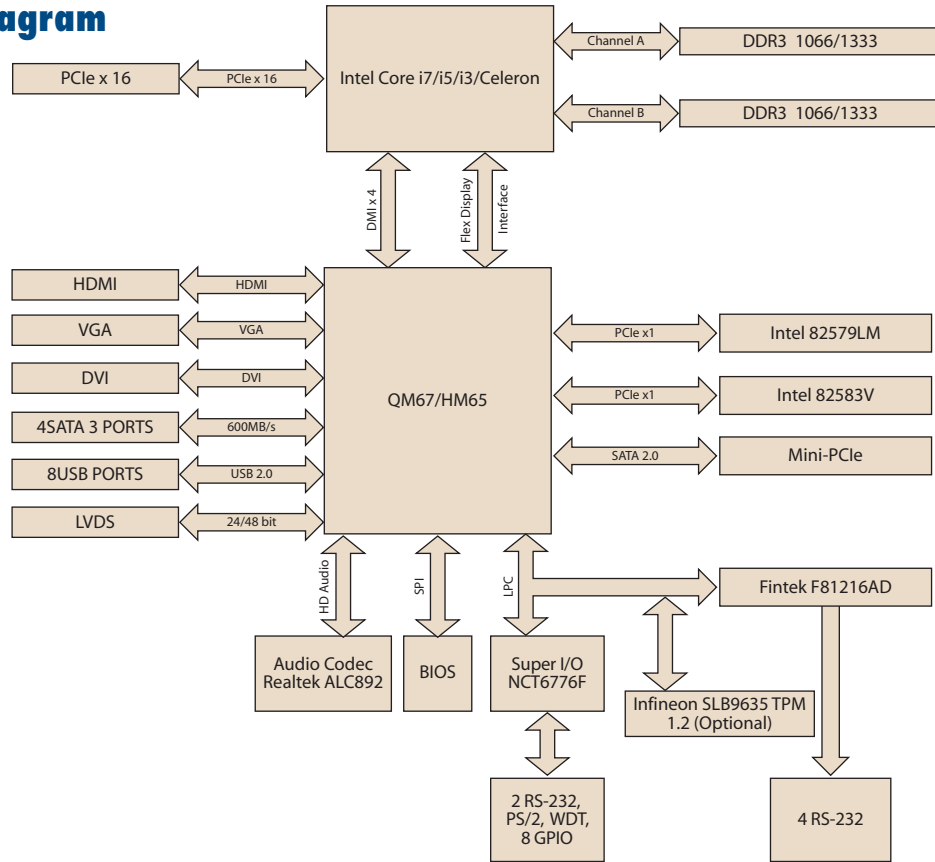 agram
PCIe x 16
PCIe x 16
Intel Core i7/i5/i3/Celeron
Channel A
DDR3 1066/1333
Channel B
DDR3 1066/1333
DMI x 4
Flex Display
Interface
HDMI
HDMI
VGA
VGA
DVI
DVI
4SATA 3 PORTS
600MB/s
8USB PORTS
USB 2.0
LVDS
24/48 bit
QM67/HM65
PCIe x1
Intel 82579LM
PCIe x1
Intel 82583V
SATA 2.0
Mini-PCIe
HD Audio
SPI
LPC
Fintek F81216AD
Audio Codec
Realtek ALC892
BIOS
Super I/O
NCT6776F
Infineon SLB9635 TPM
1.2 (Optional)
2 RS-232,
PS/2, WDT,
8 GPIO
4 RS-232